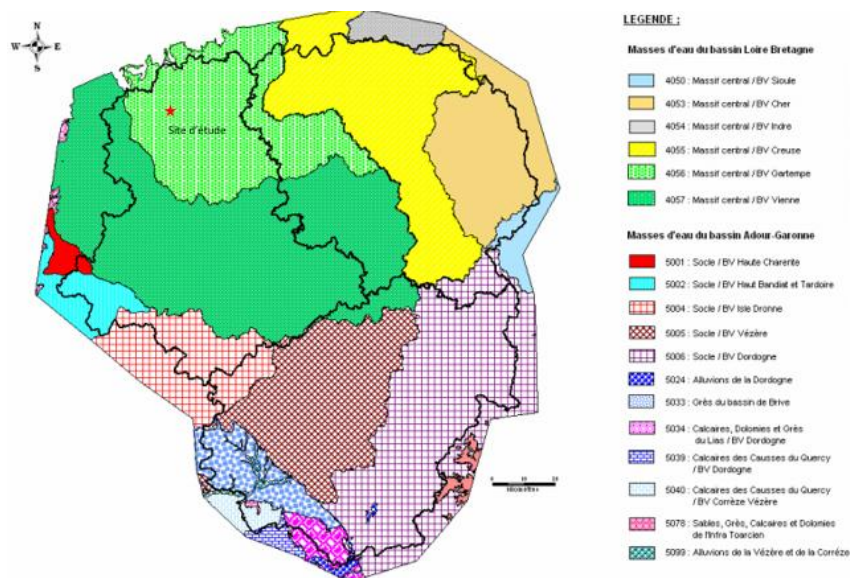 N
W E
S
Site d'étude
LEGENDE :
Masses d'eau du bassin Loire Bretagne
4050 : Massif central / BV Sioule
4053 : Massif central / BV Cher
4054 : Massif central / BV Indre
4055 : Massif central / BV Creuse
4056 : Massif central / BV Gartempe
4057 : Massif central / BV Vienne
Masses d'eau du bassin Adour-Garonne
5001 : Socle / BV Haute Charente
5002 : Socle / BV Haut Bandiat et Tardoire
5004 : Socle / BV Isle Dronne
5005 : Socle / BV Vézère
5006 : Socle / BV Dordogne
5024 : Alluvions de la Dordogne
5033 : Grès du bassin de Brive
5034 : Calcaires, Dolomies et Grès
du Lias / BV Dordogne
5039 : Calcaires des Causses du Quercy
/ BV Dordogne
5040 : Calcaires des Causses du Quercy
/ BV Corrèze Vézère
5078 : Sables, Grès, Calcaires et Dolomies
de l'Infra Toarcien
5099 : Alluvions de la Vézère et de la Corrèze